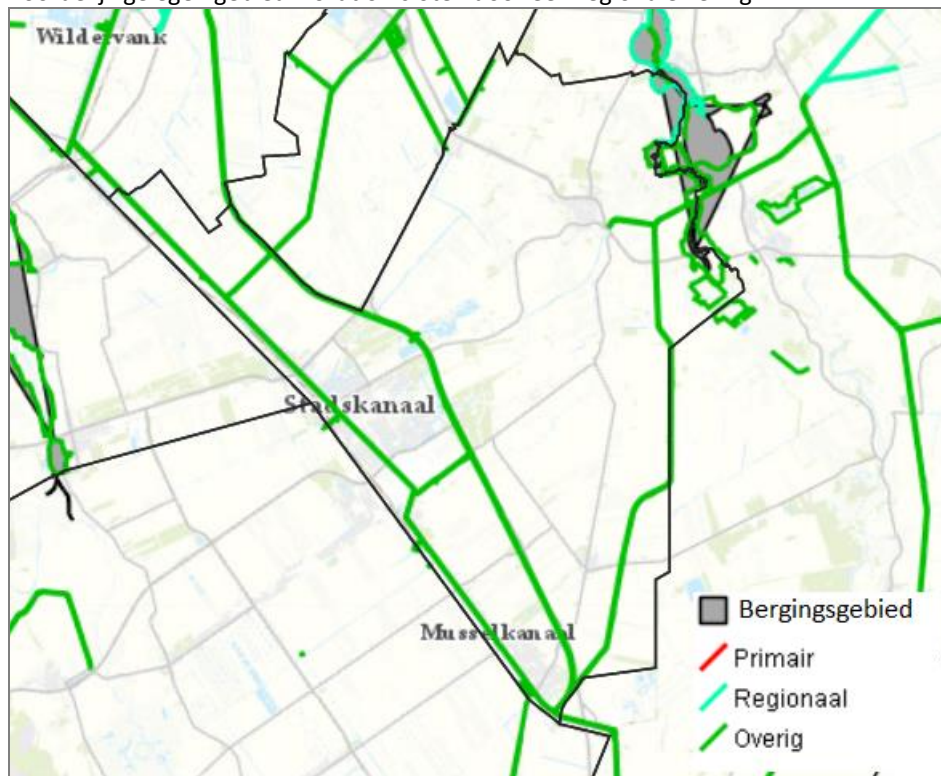 Wildervank
Stadskanaal
Musselkanaal
Bergingsgebied
Primair
Regionaal
Overig